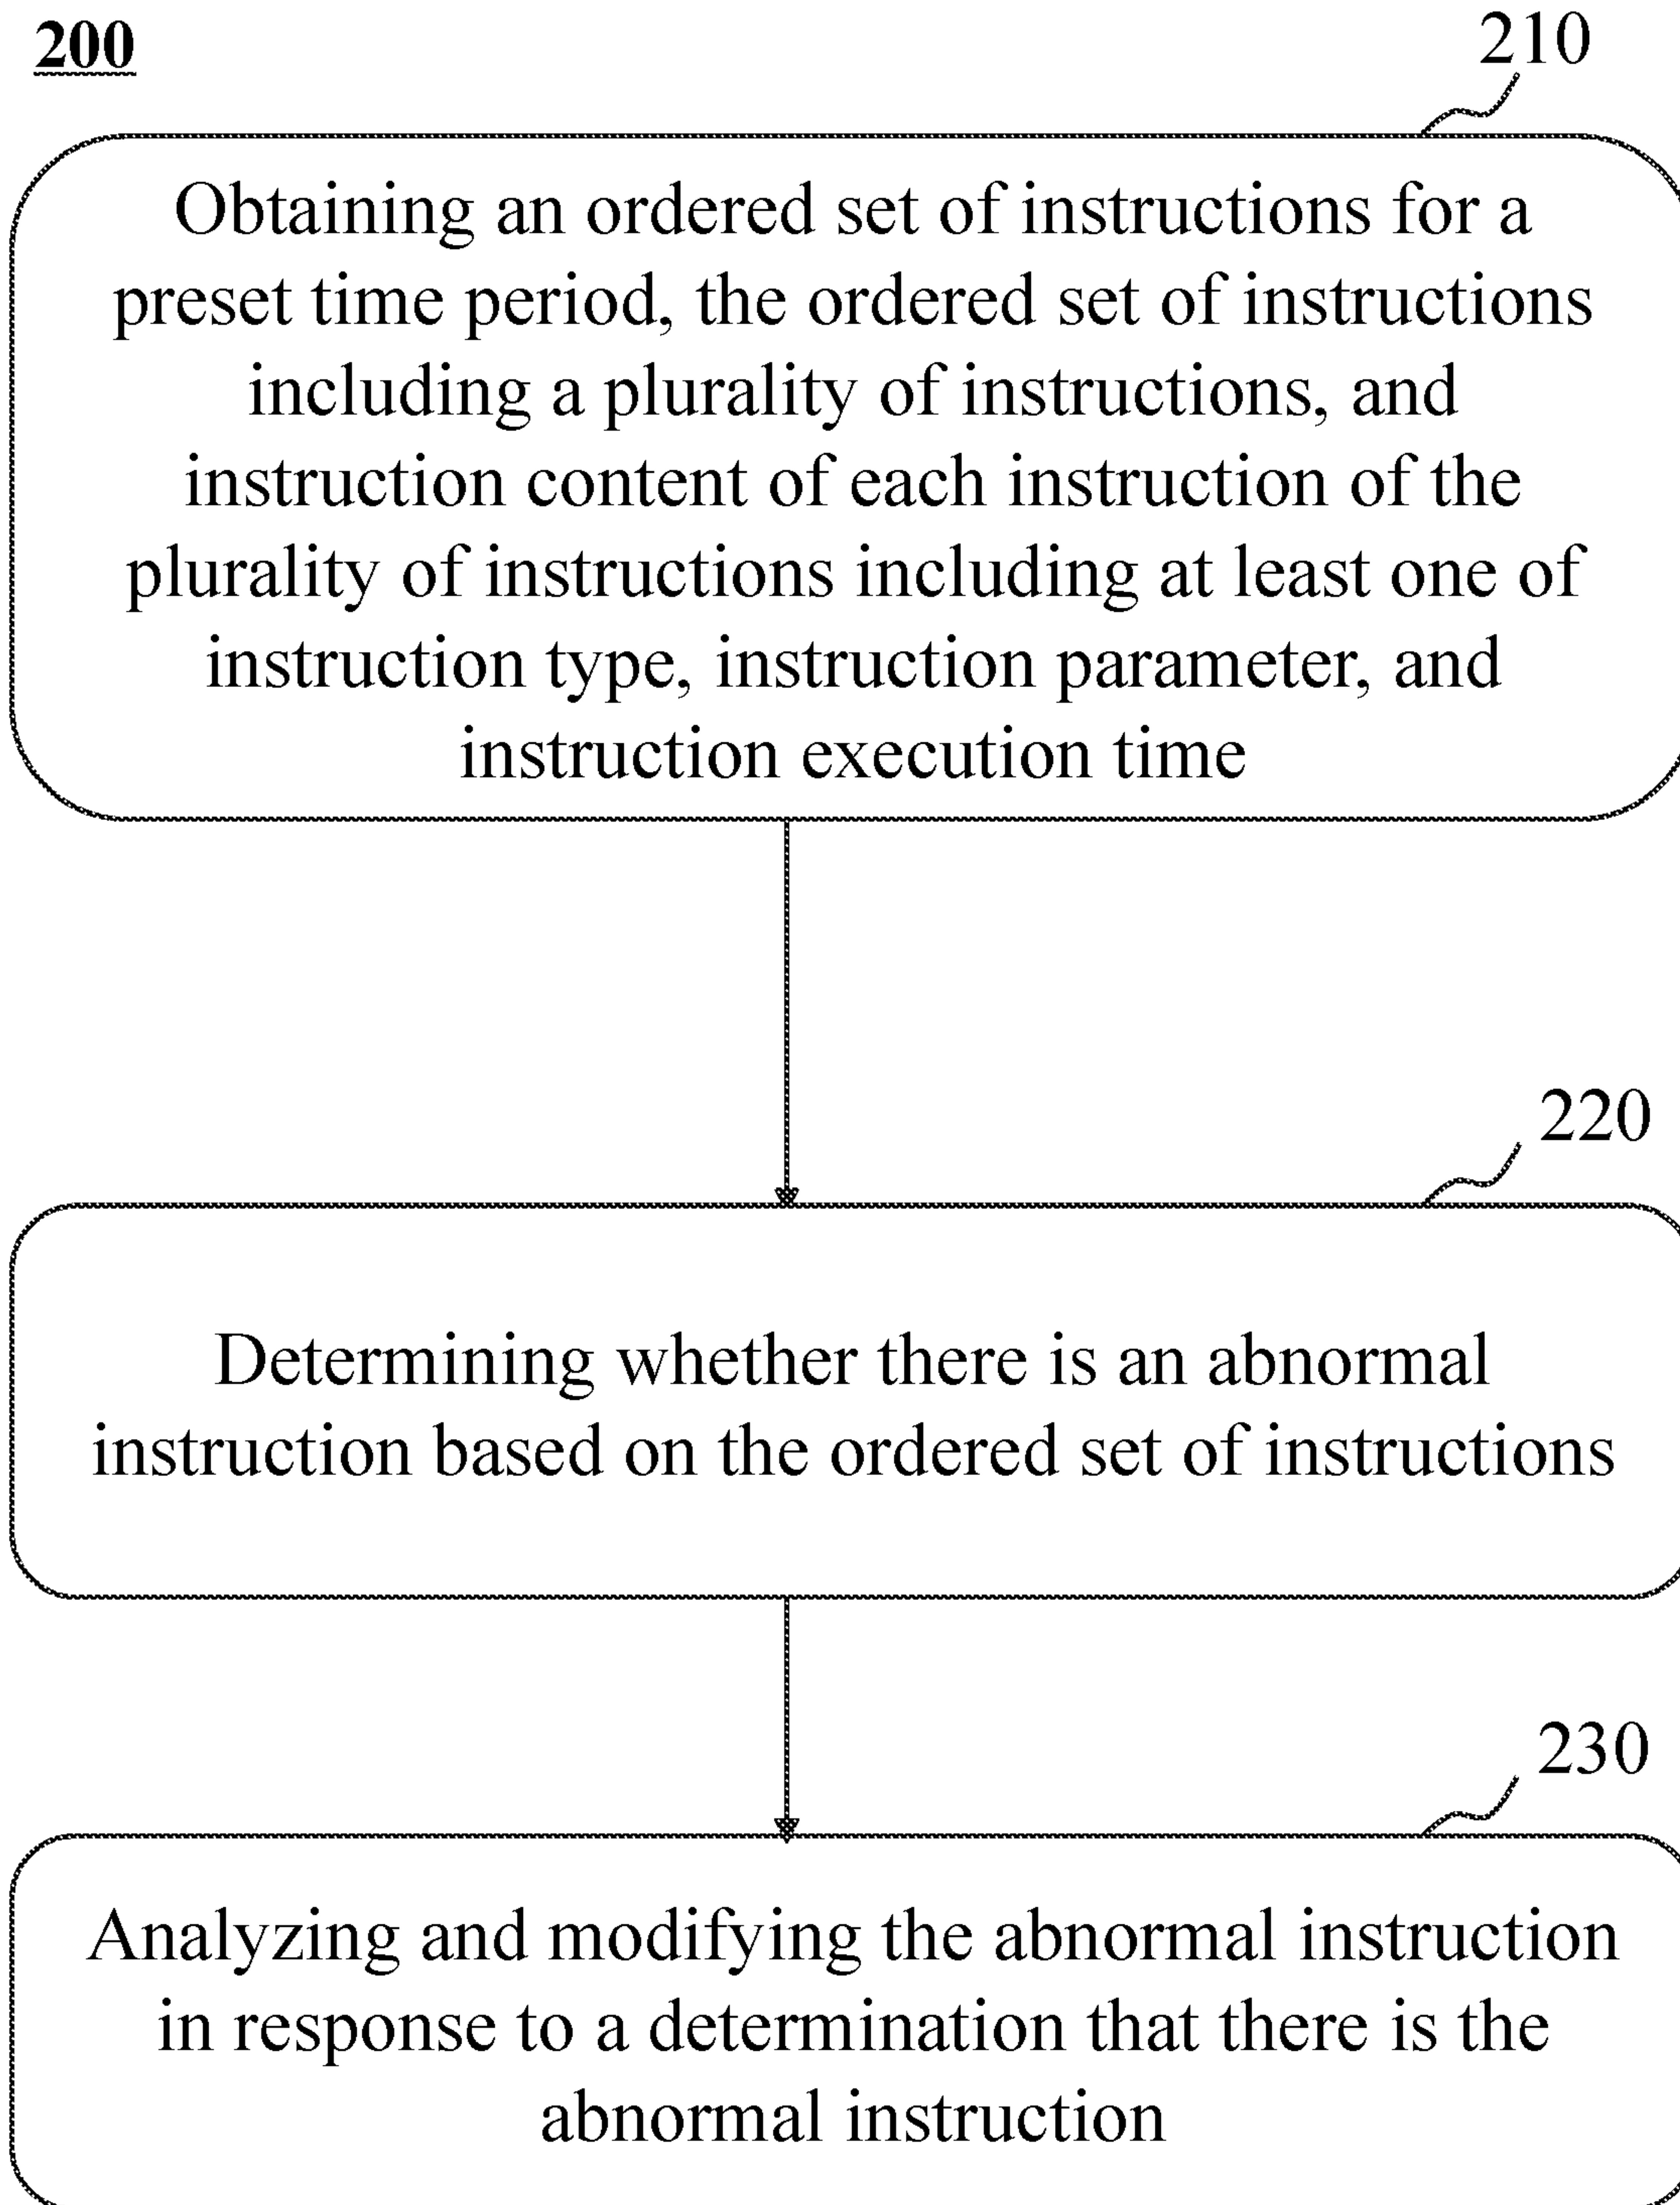 200
210
Obtaining an ordered set of instructions for a
preset time period, the ordered set of instructions
including a plurality of instructions, and
instruction content of each instruction of the
plurality of instructions including at least one of
instruction type, instruction parameter, and
instruction execution time
220
Determining whether there is an abnormal
instruction based on the ordered set of instructions
230
Analyzing and modifying the abnormal instruction
in response to a determination that there is the
abnormal instruction